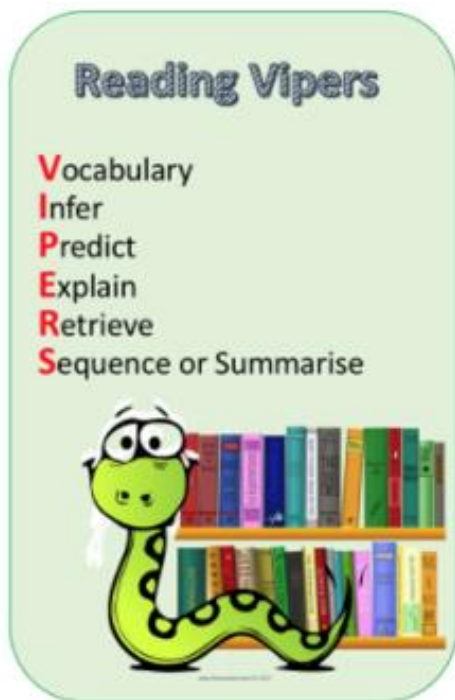 Reading Vipers
Vocabulary
Infer
Predict
Explain
Retrieve
Sequence or Summarise